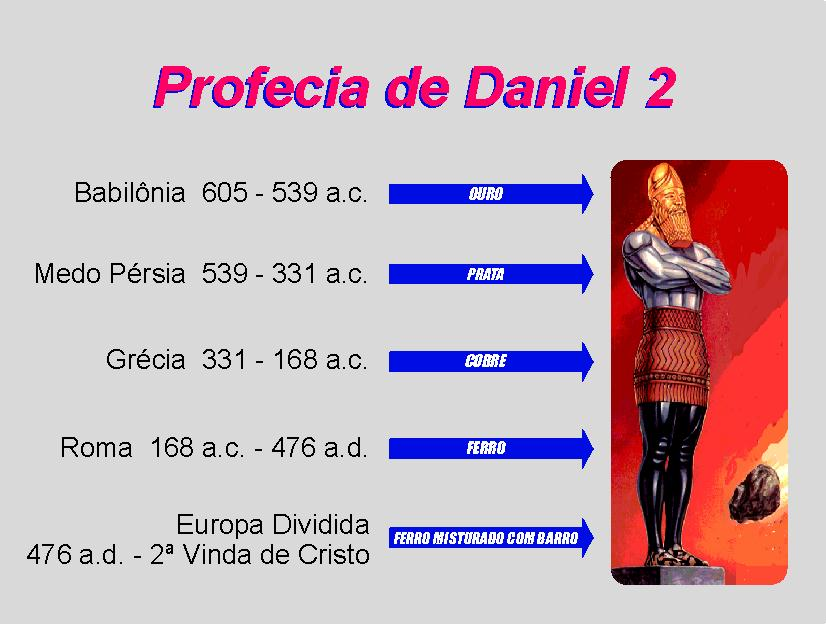 Profecia de Daniel 2
Babilônia 605 - 539 a.c.
OURO
Medo Pérsia 539 - 331 a.c.
PRATA
Grécia 331 - 168 a.c.
COBRE
Roma 168 a.c. - 476 a.d.
FERRO
Europa Dividida
476 a.d. - 2ª Vinda de Cristo
FERRO MISTURADO COM BARRO